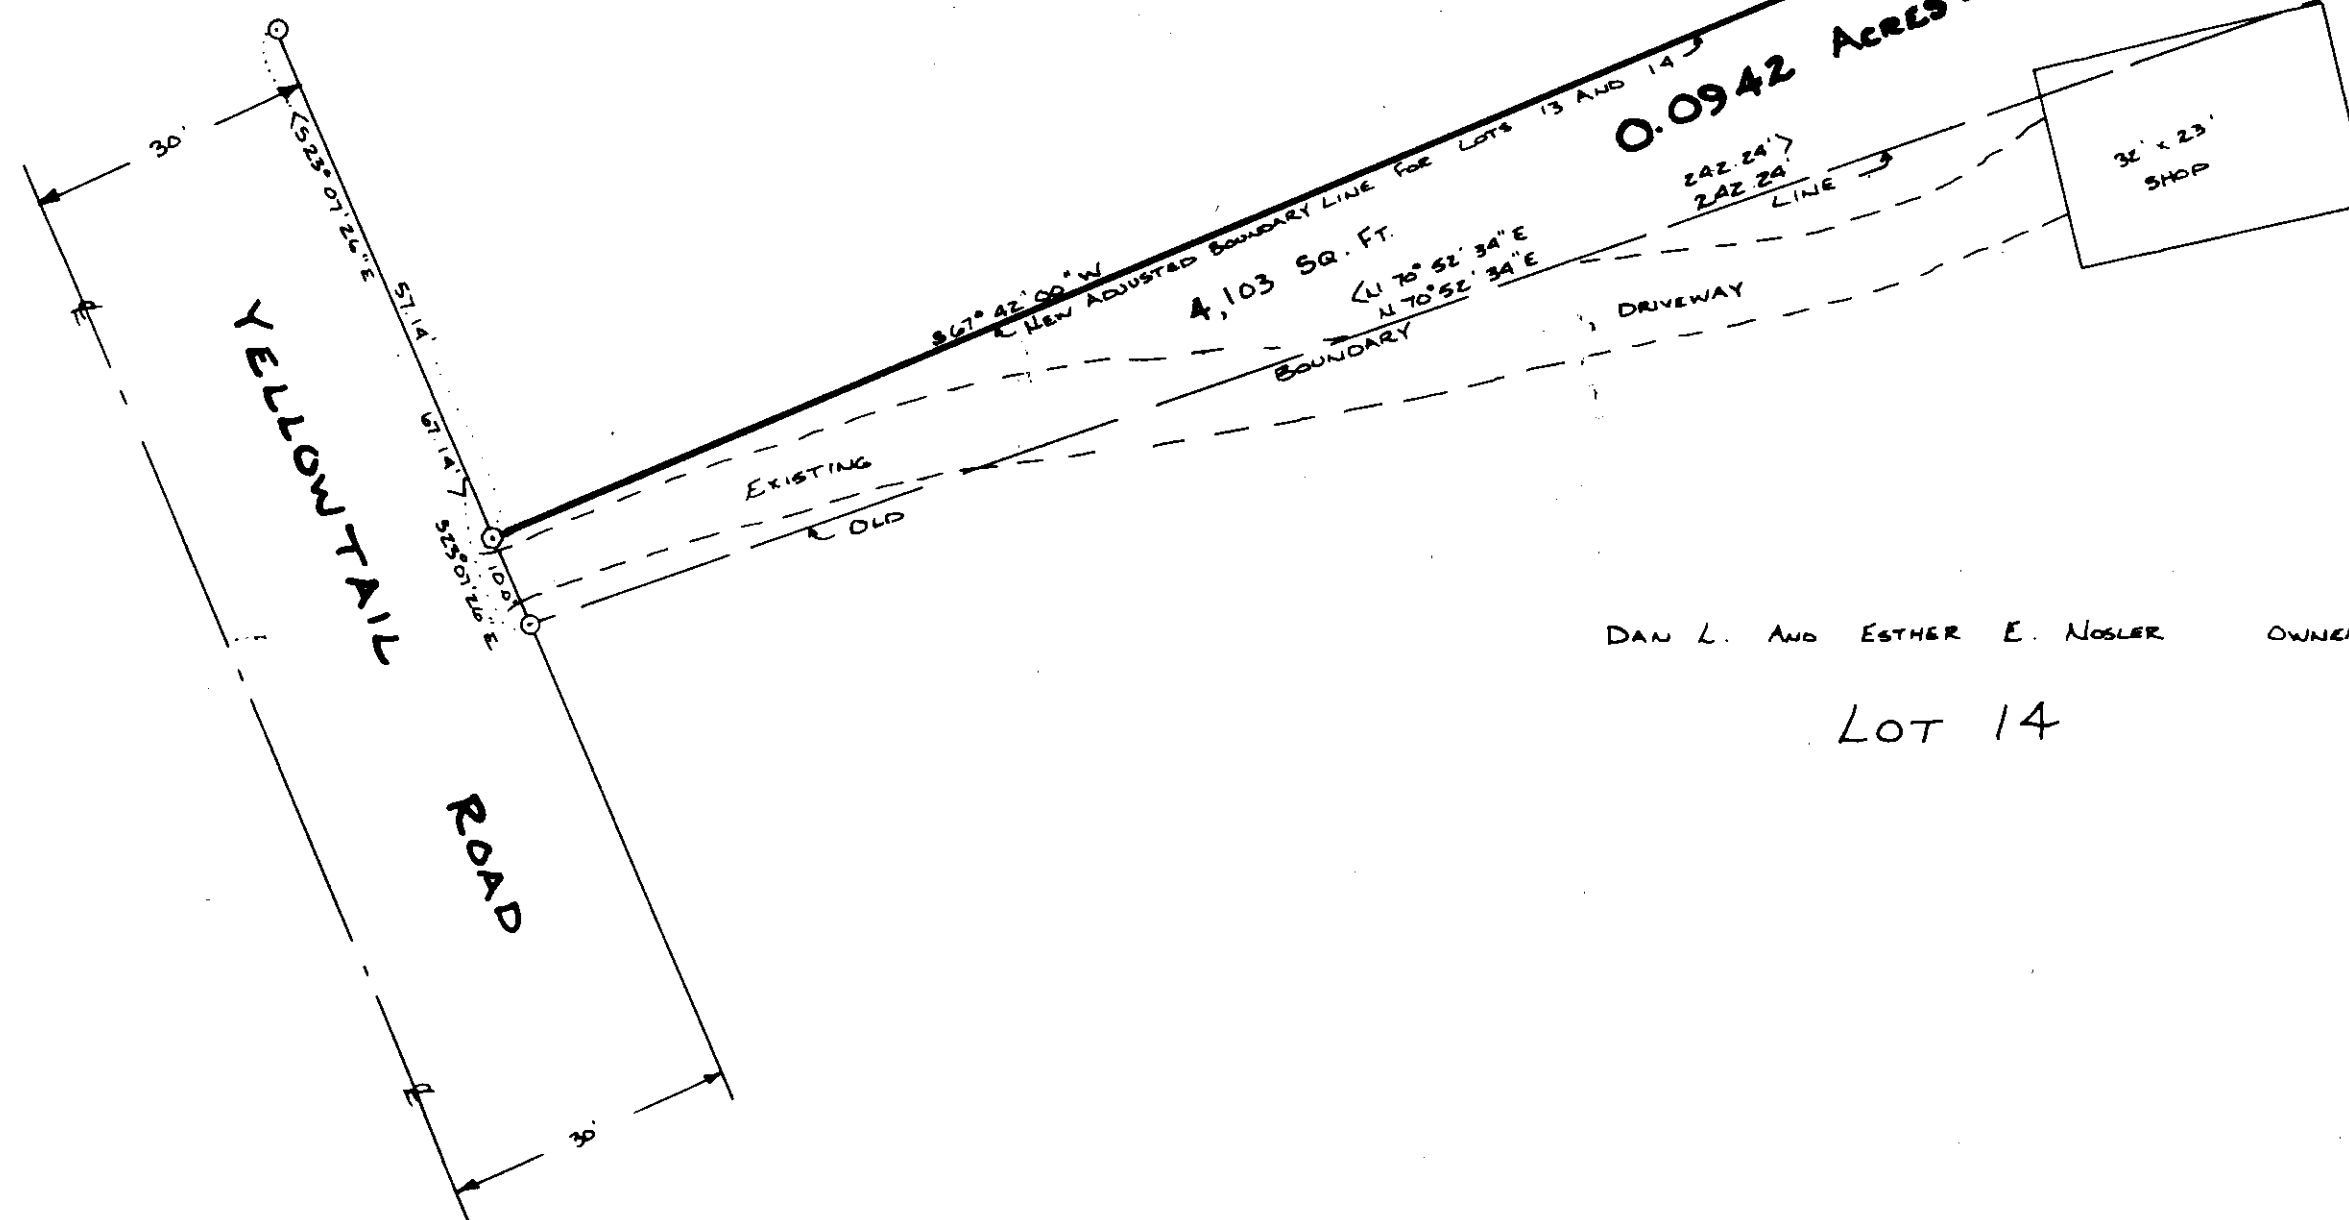 30'
<S23° 07' 26" E
57.14'
67.14'>
S23° 07' 26" E
10.0'
YELLOWTAIL
ROAD
30'
S67° 42' 00" W
NEW ADJUSTED BOUNDARY LINE FOR LOTS 13 AND 14
0.0942 ACRES
4,103 SQ. FT.
<N 70° 52' 34" E
242.24'>
N 70° 52' 34" E
242.24'
OLD
BOUNDARY
LINE
EXISTING
DRIVEWAY
32' x 23'
SHOP
DAN L. AND ESTHER E. NOSLER
LOT 14